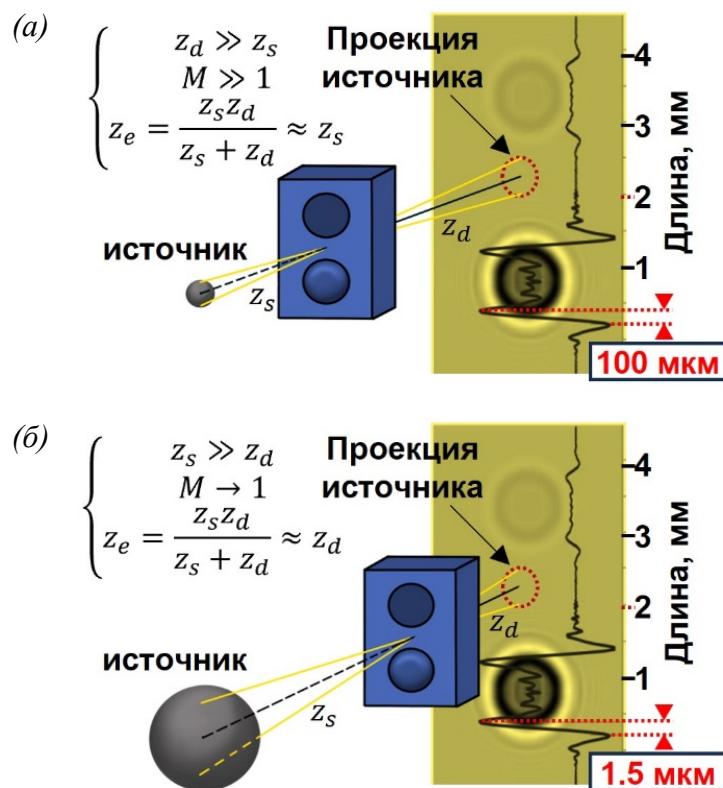 (а)
z_d ≫ z_s
M ≫ 1
z_e = z_s z_d / (z_s + z_d) ≈ z_s
Проекция
источника
источник
z_s
z_d
4
3
2
1
Длина, мм
100 мкм
(б)
z_s ≫ z_d
M → 1
z_e = z_s z_d / (z_s + z_d) ≈ z_d
Проекция
источника
источник
z_s
z_d
4
3
2
1
Длина, мм
1.5 мкм